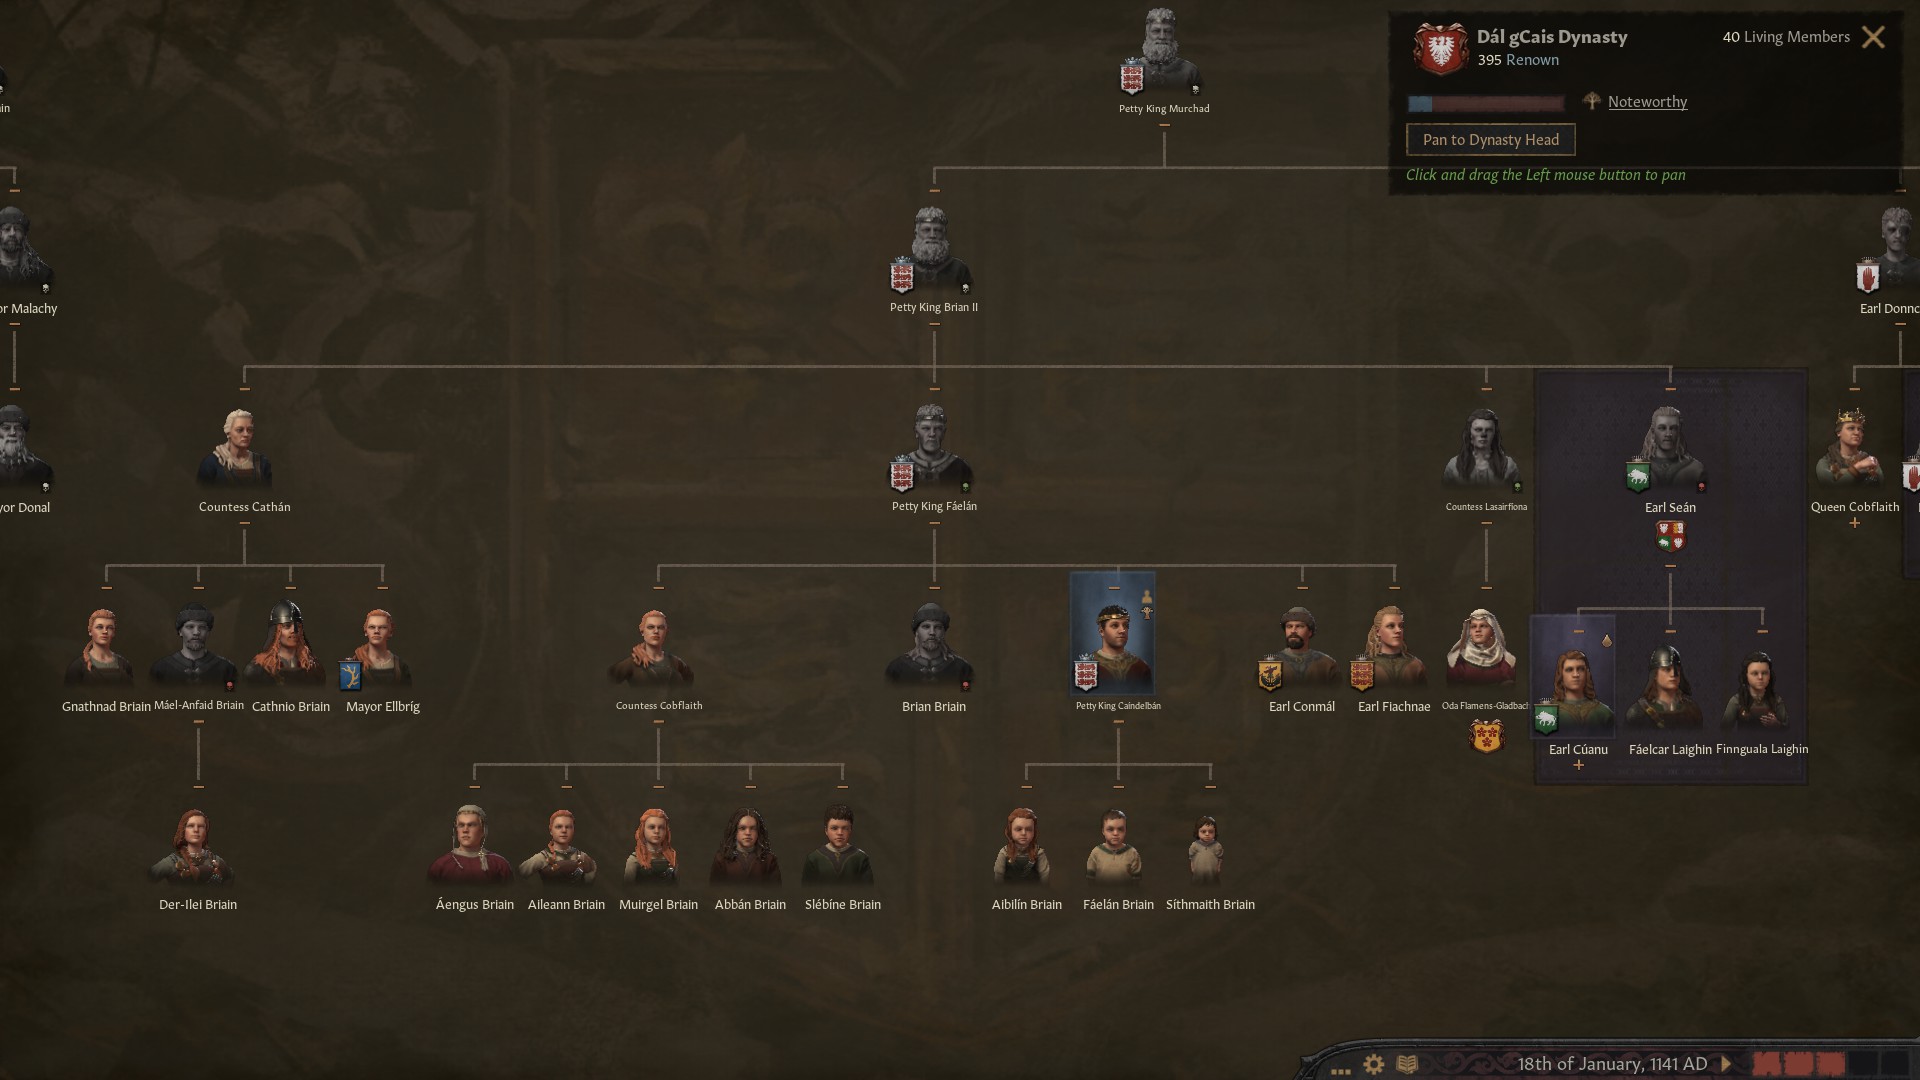 Dál gCais Dynasty
40 Living Members
395 Renown
Noteworthy
Pan to Dynasty Head
Click and drag the Left mouse button to pan
Petty King Murchad
Malachy
Petty King Brian II
Earl Donnc
Donal
Countess Cathán
Petty King Fáelán
Countess Lasairfíona
Earl Seán
Queen Cobflaith
Gnathnad Briain
Máel-Anfaid Briain
Cathnio Briain
Mayor Ellbríg
Countess Cobflaith
Brian Briain
Petty King Caindelbán
Earl Conmál
Earl Fiachnae
Oda Flamens-Gladbach
Earl Cúanu
Fáelcar Laighin
Finnguala Laighin
Der-Ilei Briain
Áengus Briain
Aileann Briain
Muirgel Briain
Abbán Briain
Slébíne Briain
Aibilín Briain
Fáelán Briain
Síthmaith Briain
18th of January, 1141 AD